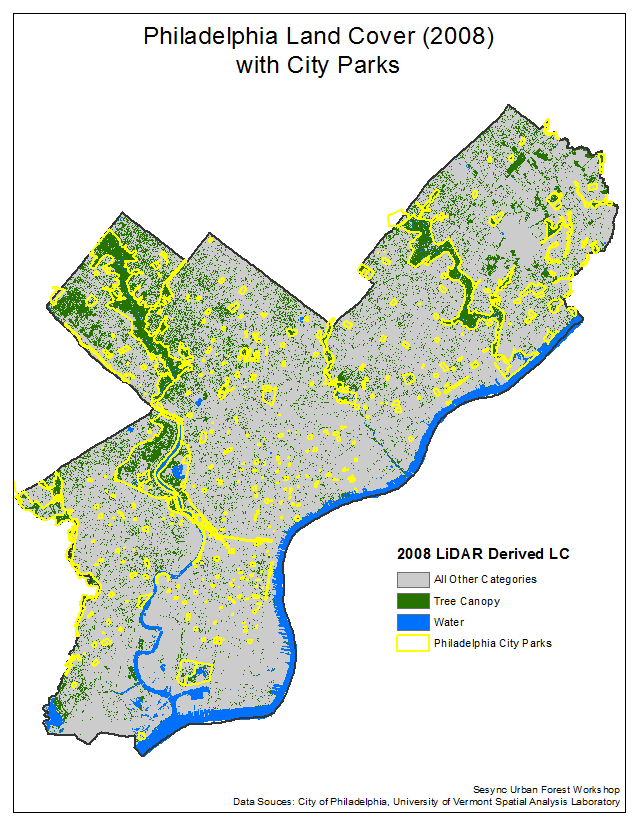 Philadelphia Land Cover (2008)
with City Parks
2008 LiDAR Derived LC
All Other Categories
Tree Canopy
Water
Philadelphia City Parks
Sesync Urban Forest Workshop
Data Souces: City of Philadelphia, University of Vermont Spatial Analysis Laboratory